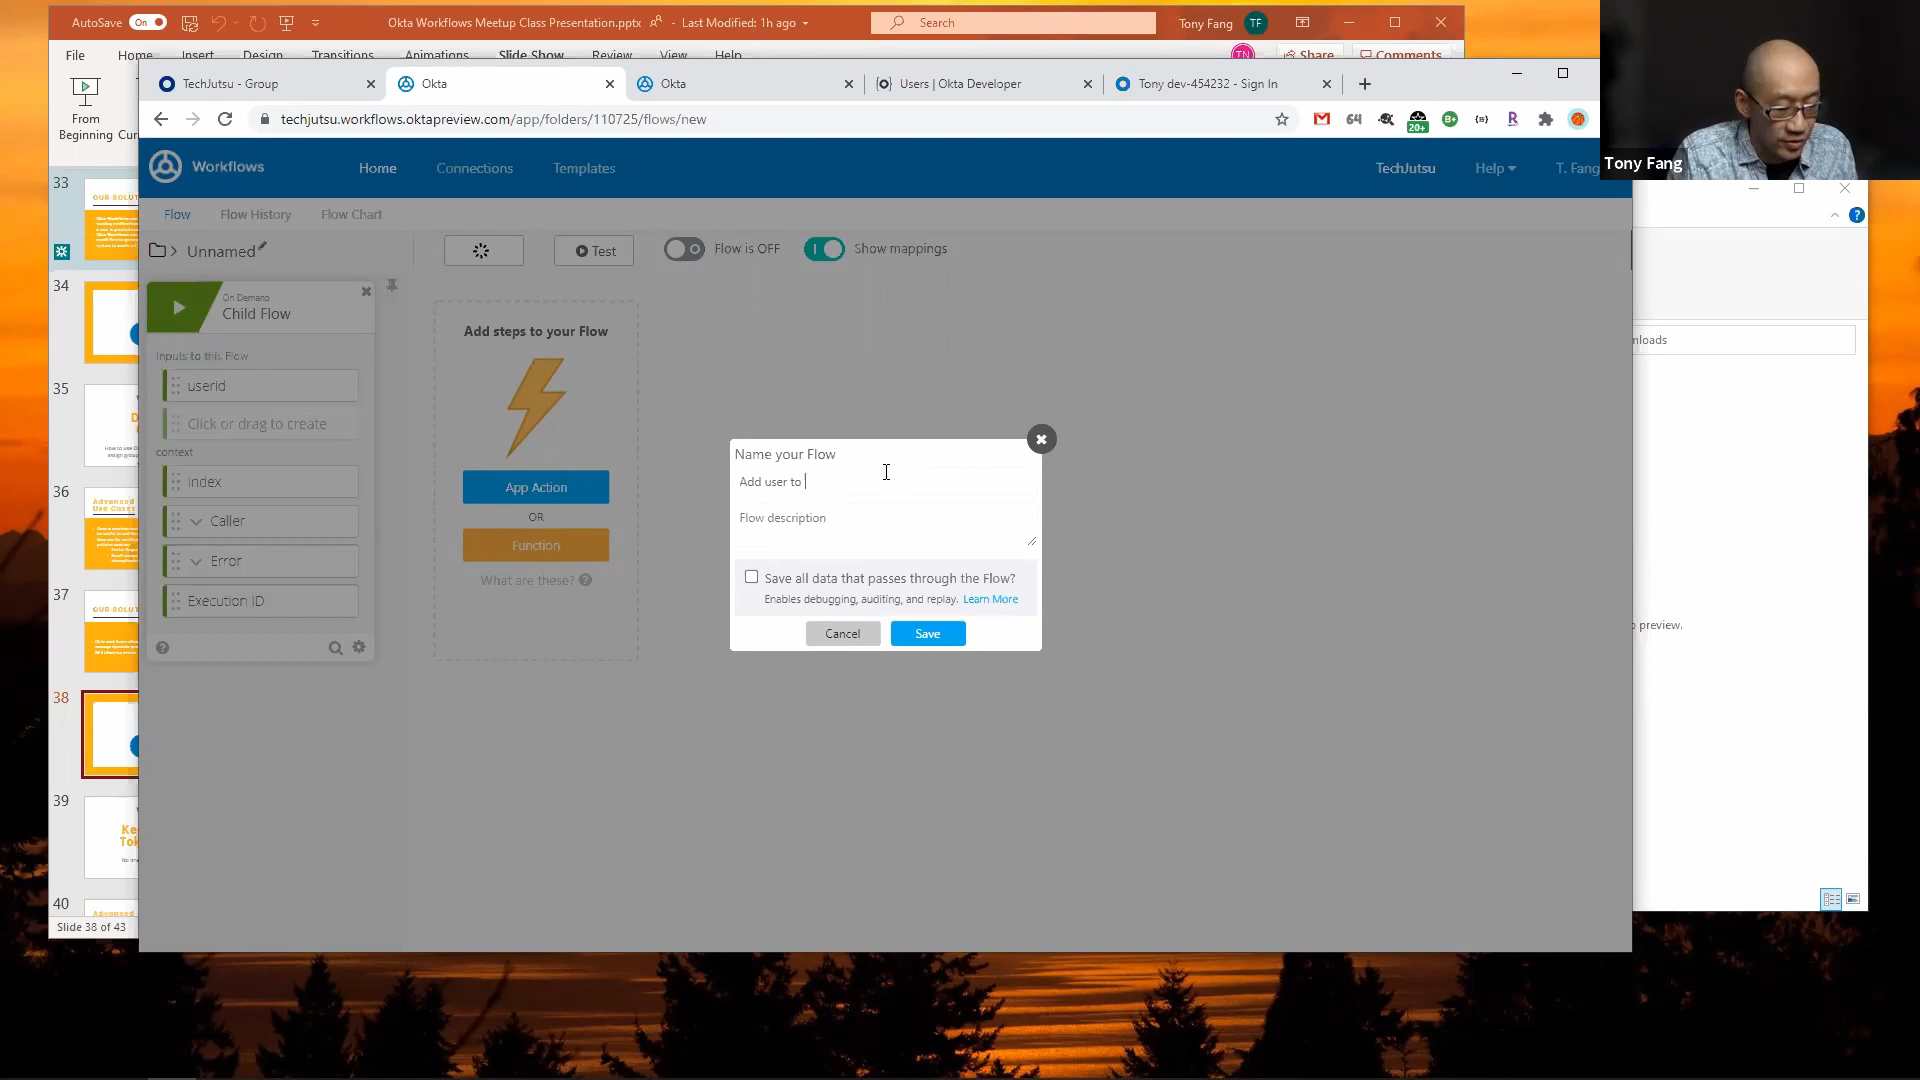 AutoSave On
Okta Workflows Meetup Class Presentation.pptx - Last Modified: 1h ago
Search
Tony Fang TF
File Home Insert Design Transitions Animations Slide Show Review View Help
Share Comments
From
Beginning
TechJutsu - Group
Okta
Okta
Users | Okta Developer
Tony dev-454232 - Sign In
techjutsu.workflows.oktapreview.com/app/folders/110725/flows/new
20+
Workflows
Home Connections Templates
TechJutsu Help T. Fang
Tony Fang
Flow Flow History Flow Chart
Unnamed
Test
Flow is OFF
Show mappings
On Demand
Child Flow
Inputs to this Flow
userid
Click or drag to create
context
Index
Caller
Error
Execution ID
Add steps to your Flow
App Action
OR
Function
What are these?
Name your Flow
Add user to
Flow description
Save all data that passes through the Flow?
Enables debugging, auditing, and replay. Learn More
Cancel Save
nloads
preview.
33
34
35
36
37
38
39
40
Slide 38 of 43